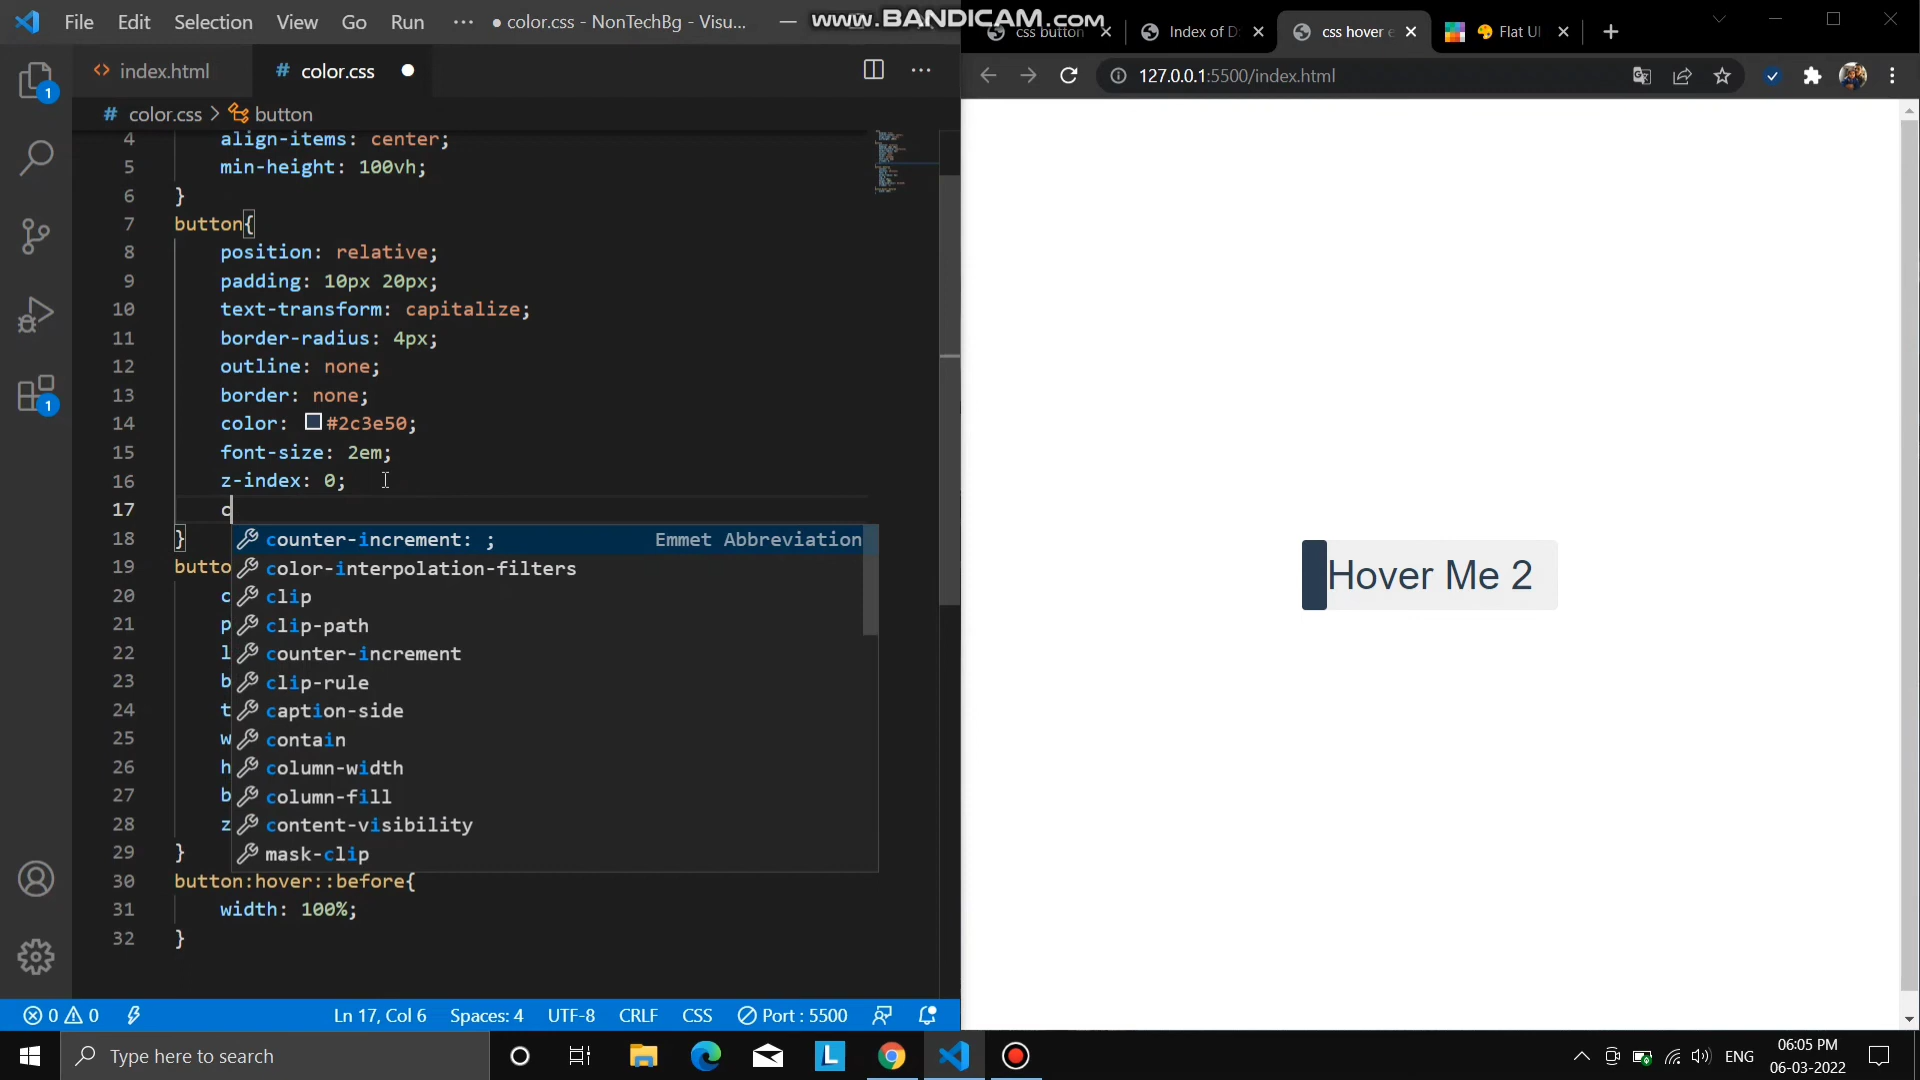 File Edit Selection View Go Run ··· ● color.css - NonTechBg - Visu...
www.BANDICAM.com
css button
Index of D
css hover e
Flat UI
index.html
# color.css
127.0.0.1:5500/index.html
# color.css > button
4 align-items: center;
5 min-height: 100vh;
6 }
7 button{
8 position: relative;
9 padding: 10px 20px;
10 text-transform: capitalize;
11 border-radius: 4px;
12 outline: none;
13 border: none;
14 color: #2c3e50;
15 font-size: 2em;
16 z-index: 0;
17 c
18 } counter-increment: ; Emmet Abbreviation
19 butto color-interpolation-filters
20 c clip
21 p clip-path
22 l counter-increment
23 b clip-rule
24 t caption-side
25 w contain
26 h column-width
27 b column-fill
28 z content-visibility
29 } mask-clip
30 button:hover::before{
31 width: 100%;
32 }
Hover Me 2
1
1
0 0
Ln 17, Col 6 Spaces: 4 UTF-8 CRLF CSS Port : 5500
Type here to search
L
ENG
06:05 PM
06-03-2022